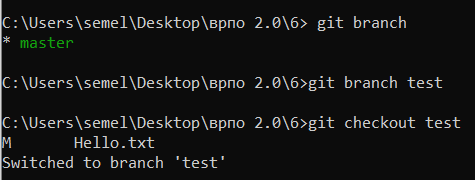 C:\Users\semel\Desktop\врпо 2.0\6> git branch
* master
C:\Users\semel\Desktop\врпо 2.0\6>git branch test
C:\Users\semel\Desktop\врпо 2.0\6>git checkout test
M       Hello.txt
Switched to branch 'test'